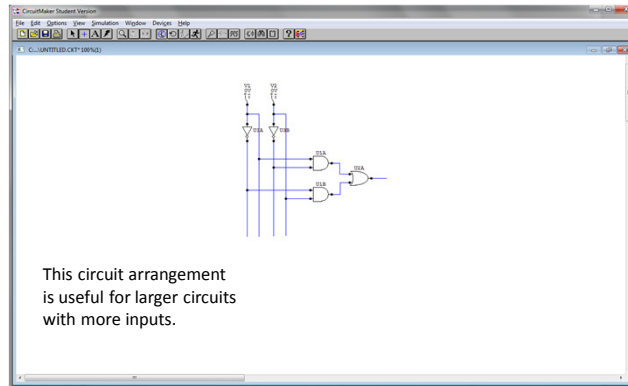 CircuitMaker Student Version
File Edit Options View Simulation Window Devices Help
C:...\UNTITLED.CKT* 100%(1)
U3A U3B
U1A
U2A
U1B
This circuit arrangement
is useful for larger circuits
with more inputs.